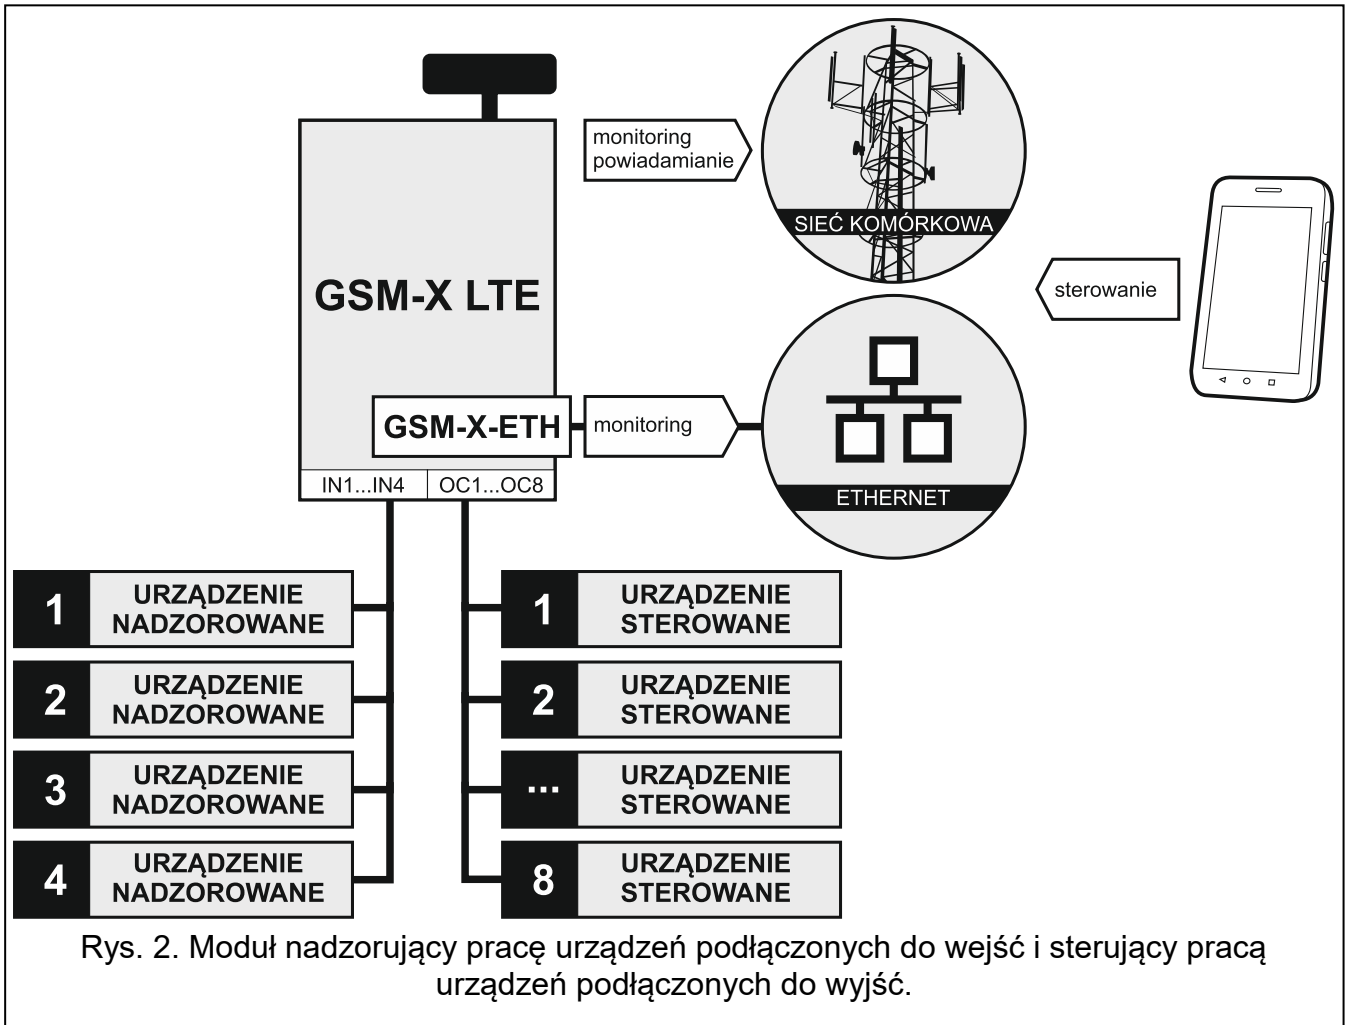 monitoring
powiadamianie
SIEĆ KOMÓRKOWA
GSM-X LTE
sterowanie
GSM-X-ETH
monitoring
IN1...IN4
OC1...OC8
ETHERNET
1
URZĄDZENIE
NADZOROWANE
2
URZĄDZENIE
NADZOROWANE
3
URZĄDZENIE
NADZOROWANE
4
URZĄDZENIE
NADZOROWANE
1
URZĄDZENIE
STEROWANE
2
URZĄDZENIE
STEROWANE
...
URZĄDZENIE
STEROWANE
8
URZĄDZENIE
STEROWANE
Rys. 2. Moduł nadzorujący pracę urządzeń podłączonych do wejść i sterujący pracą
urządzeń podłączonych do wyjść.